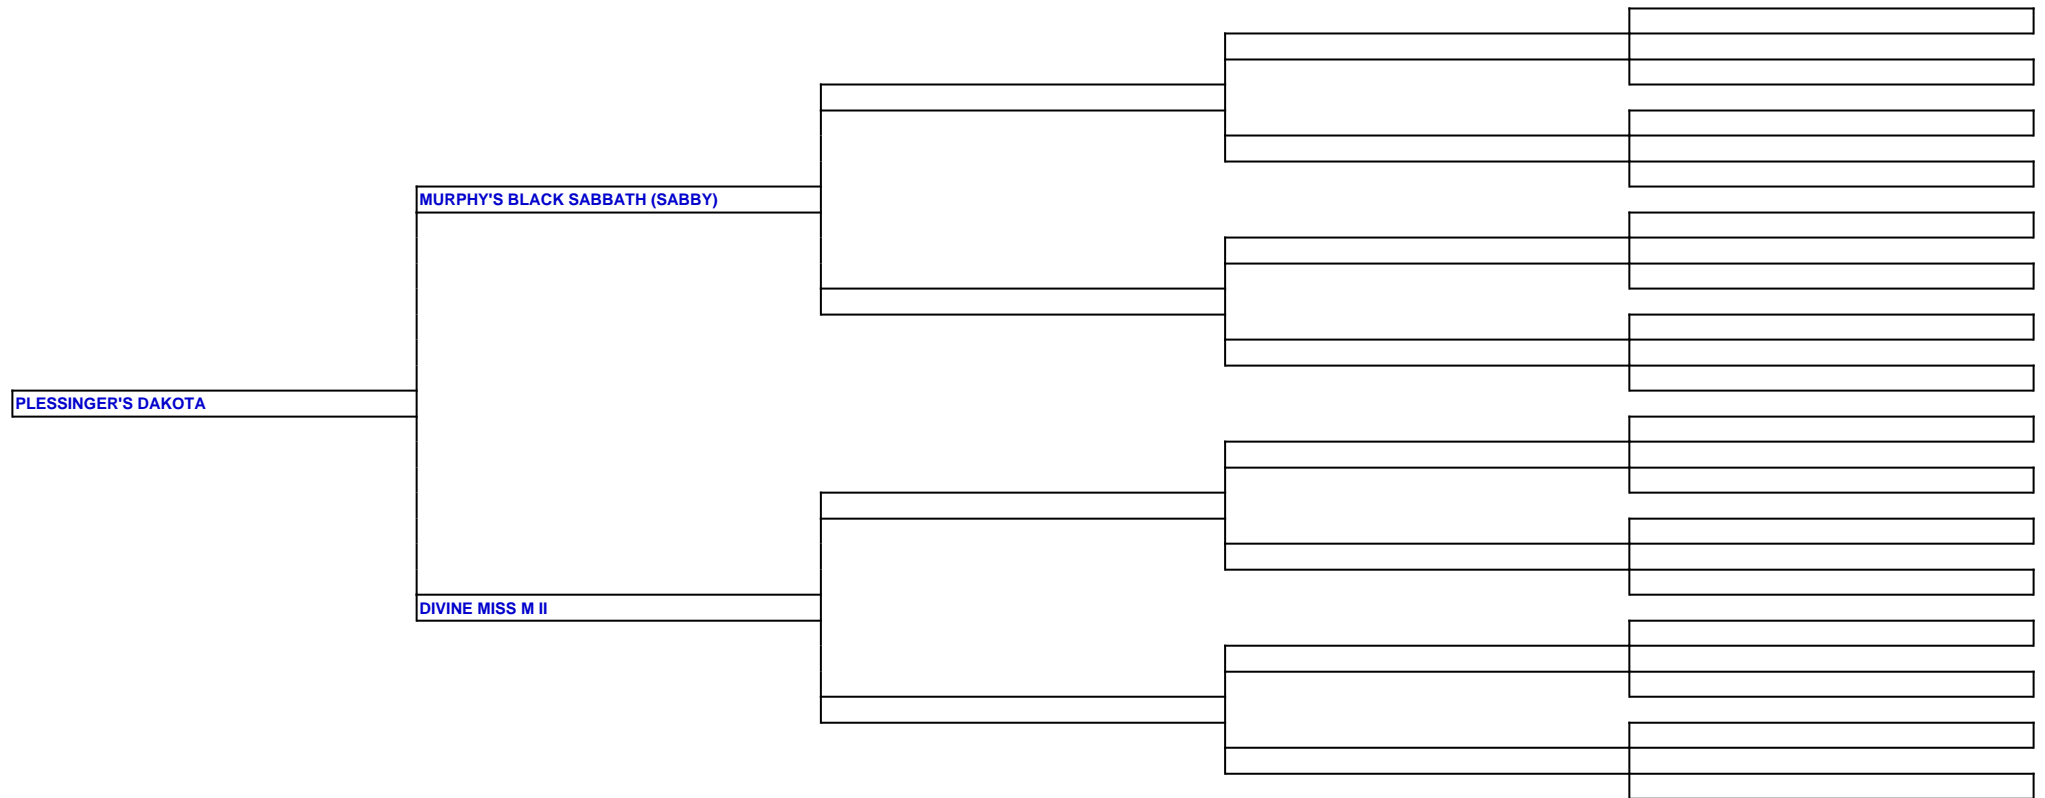 MURPHY'S BLACK SABBATH (SABBY)
PLESSINGER'S DAKOTA
DIVINE MISS M II